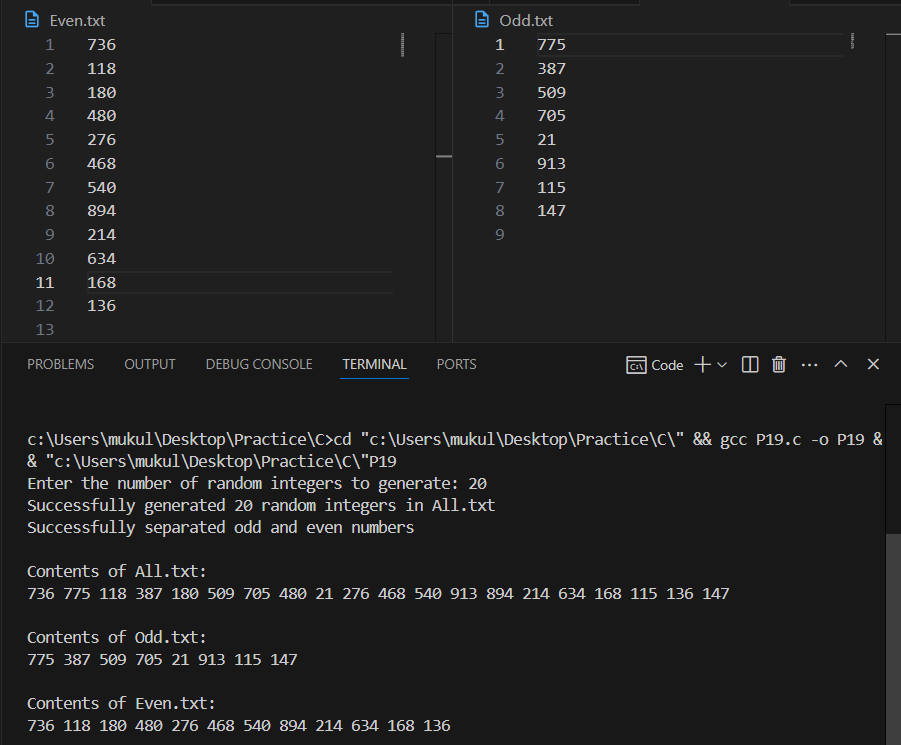 Even.txt
1 736
2 118
3 180
4 480
5 276
6 468
7 540
8 894
9 214
10 634
11 168
12 136
13
Odd.txt
1 775
2 387
3 509
4 705
5 21
6 913
7 115
8 147
9
PROBLEMS OUTPUT DEBUG CONSOLE TERMINAL PORTS Code
c:\Users\mukul\Desktop\Practice\C>cd "c:\Users\mukul\Desktop\Practice\C\" && gcc P19.c -o P19 &
& "c:\Users\mukul\Desktop\Practice\C\"P19
Enter the number of random integers to generate: 20
Successfully generated 20 random integers in All.txt
Successfully separated odd and even numbers
Contents of All.txt:
736 775 118 387 180 509 705 480 21 276 468 540 913 894 214 634 168 115 136 147
Contents of Odd.txt:
775 387 509 705 21 913 115 147
Contents of Even.txt:
736 118 180 480 276 468 540 894 214 634 168 136